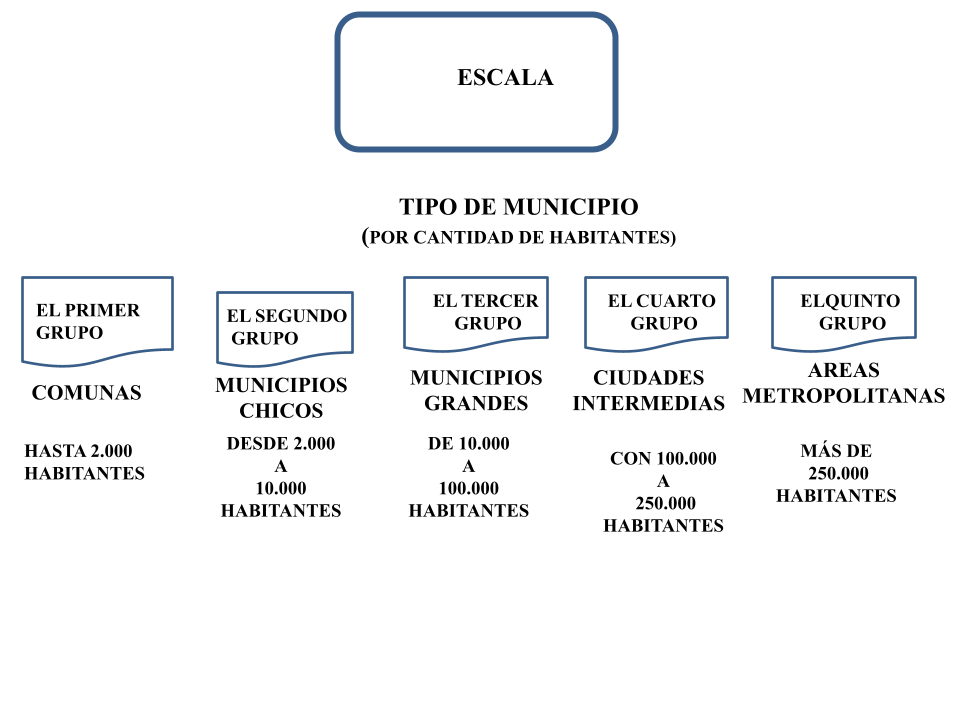 ESCALA
TIPO DE MUNICIPIO
(POR CANTIDAD DE HABITANTES)
EL PRIMER
GRUPO
COMUNAS
HASTA 2.000
HABITANTES
EL SEGUNDO
GRUPO
MUNICIPIOS
CHICOS
DESDE 2.000
A
10.000
HABITANTES
EL TERCER
GRUPO
MUNICIPIOS
GRANDES
DE 10.000
A
100.000
HABITANTES
EL CUARTO
GRUPO
CIUDADES
INTERMEDIAS
CON 100.000
A
250.000
HABITANTES
ELQUINTO
GRUPO
AREAS
METROPOLITANAS
MÁS DE
250.000
HABITANTES